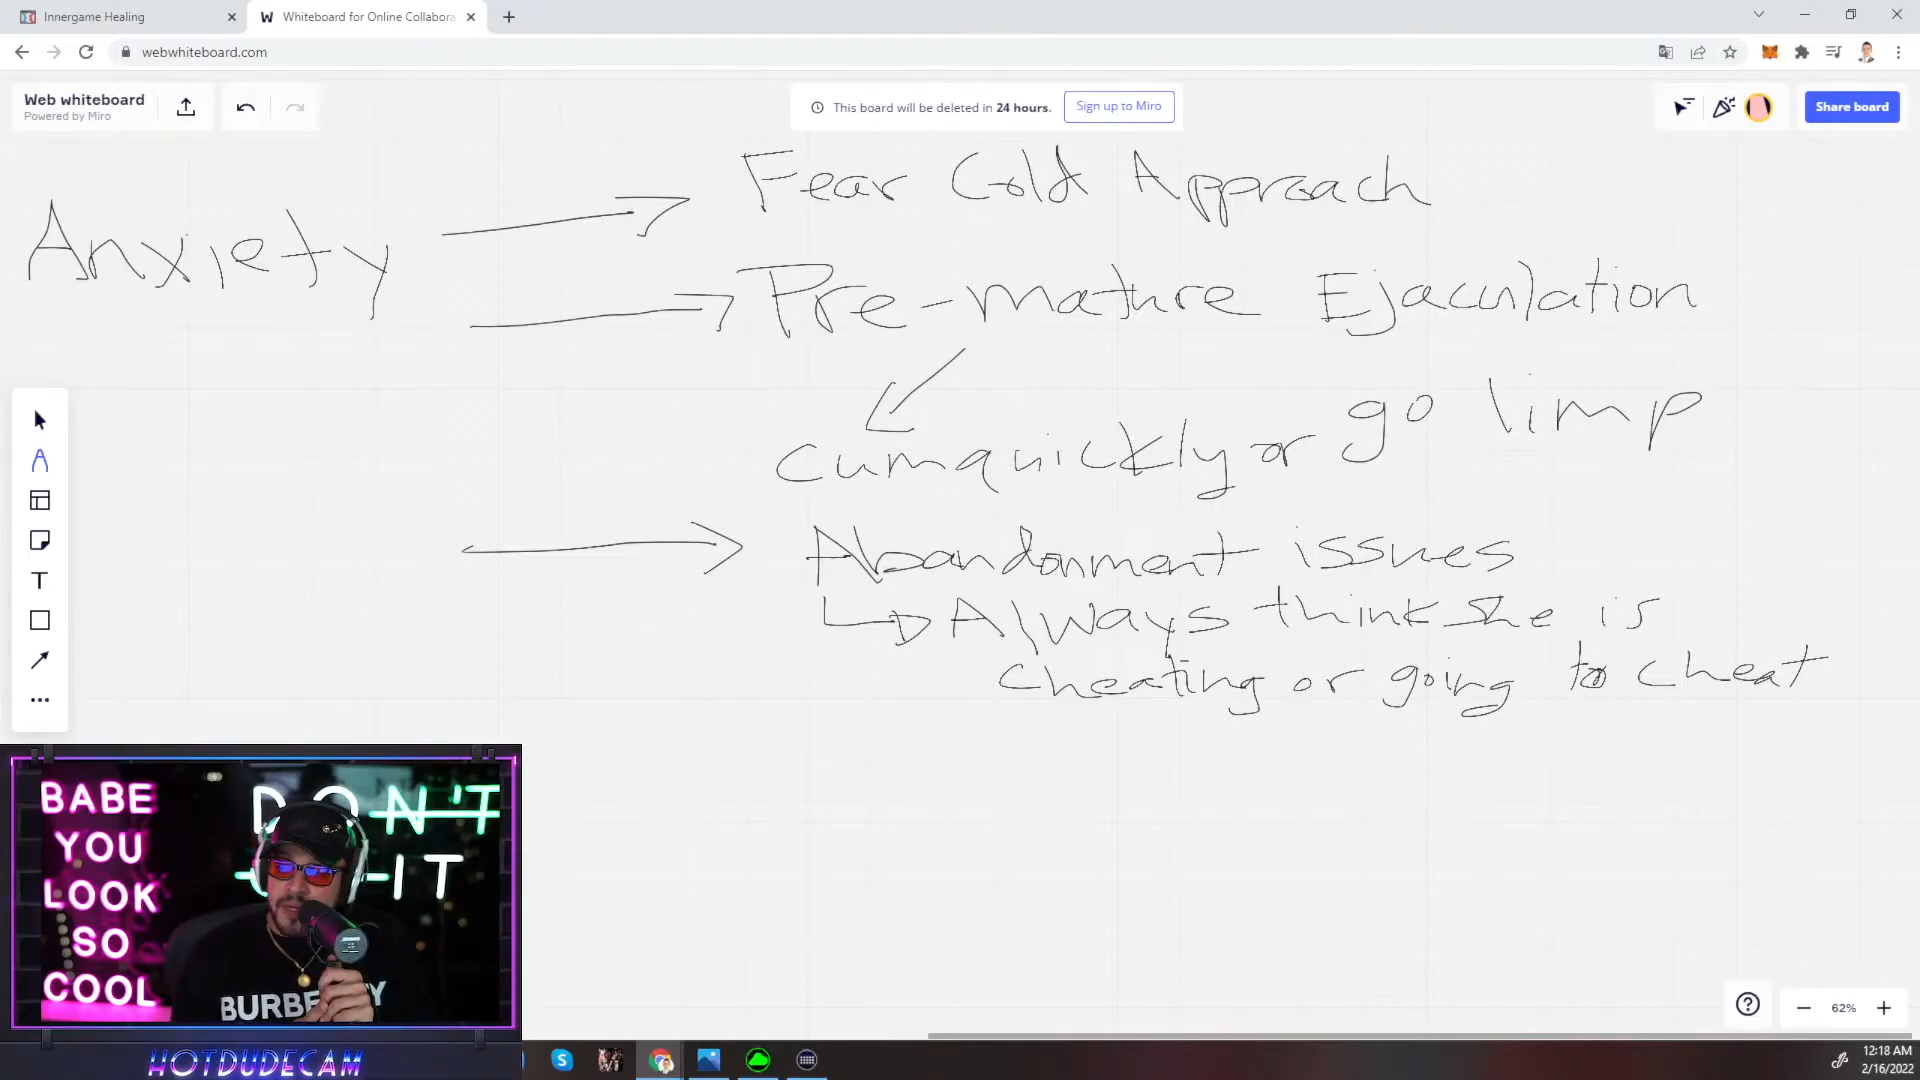 Innergame Healing
Whiteboard for Online Collabora
webwhiteboard.com
Web whiteboard
Powered by Miro
This board will be deleted in 24 hours.
Sign up to Miro
Share board
Anxiety
Fear Cold Approach
Pre-mature Ejaculation
cum quickly or go limp
Abandonment issues
Always think she is
cheating or going to cheat
BABE
YOU
LOOK
SO
COOL
DON'T
IT
BURBE Y
HOTDUDECAM
62%
12:18 AM
2/16/2022